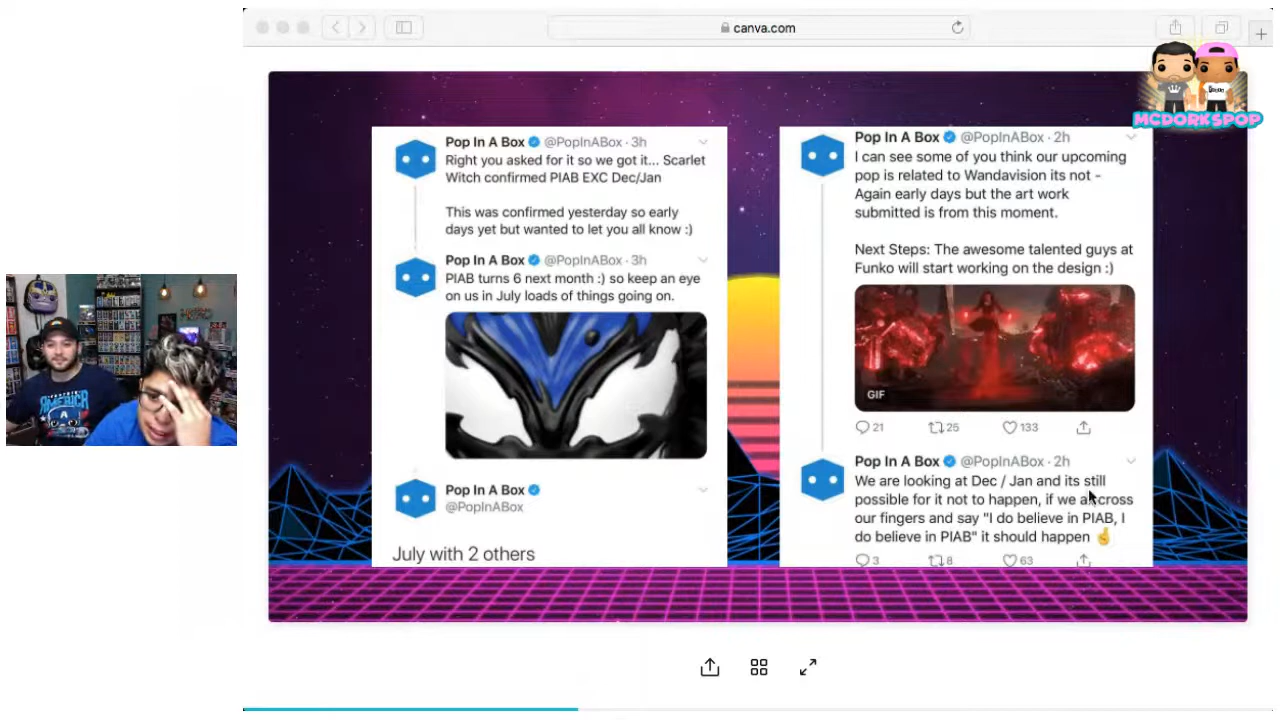 canva.com
MCDORKSPOP
Pop In A Box @PopInABox · 3h
Right you asked for it so we got it... Scarlet
Witch confirmed PIAB EXC Dec/Jan
This was confirmed yesterday so early
days yet but wanted to let you all know :)
Pop In A Box @PopInABox · 3h
PIAB turns 6 next month :) so keep an eye
on us in July loads of things going on.
Pop In A Box
@PopInABox
July with 2 others
Pop In A Box @PopInABox · 2h
I can see some of you think our upcoming
pop is related to Wandavision its not -
Again early days but the art work
submitted is from this moment.
Next Steps: The awesome talented guys at
Funko will start working on the design :)
GIF
21 25 133
Pop In A Box @PopInABox · 2h
We are looking at Dec / Jan and its still
possible for it not to happen, if we all cross
our fingers and say "I do believe in PIAB, I
do believe in PIAB" it should happen 🤞
3 8 63
AMERICA